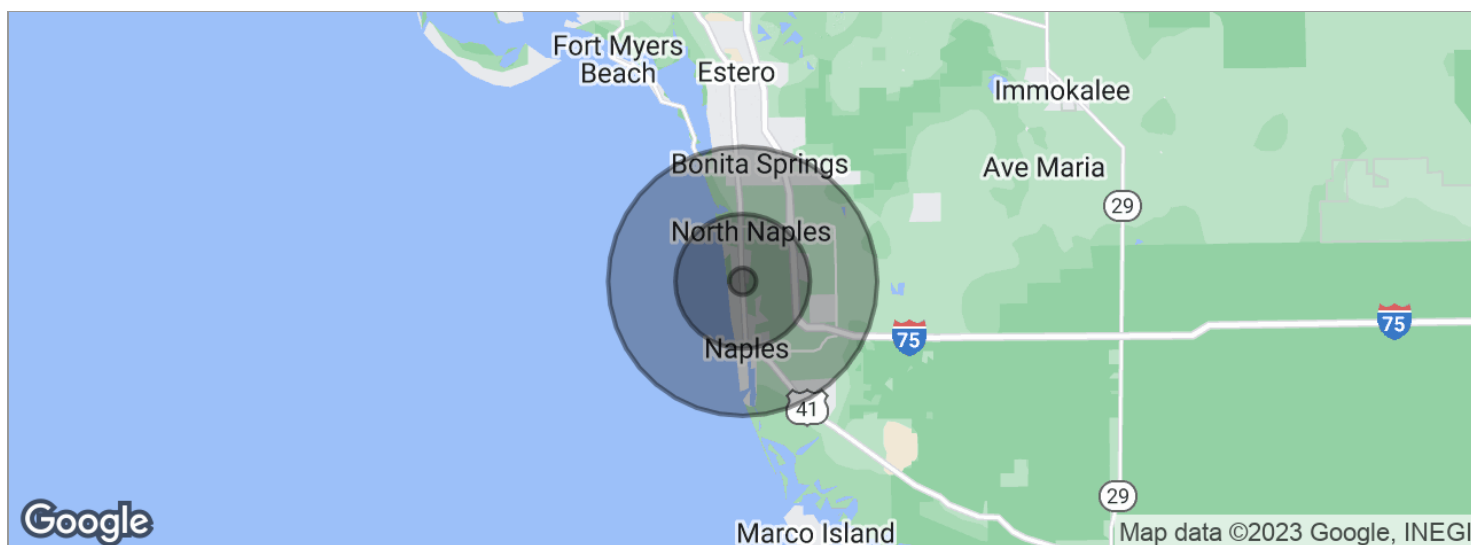 Fort Myers
Beach
Estero
Immokalee
Bonita Springs
Ave Maria
29
North Naples
75
75
Naples
41
29
Google
Marco Island
Map data ©2023 Google, INEGI